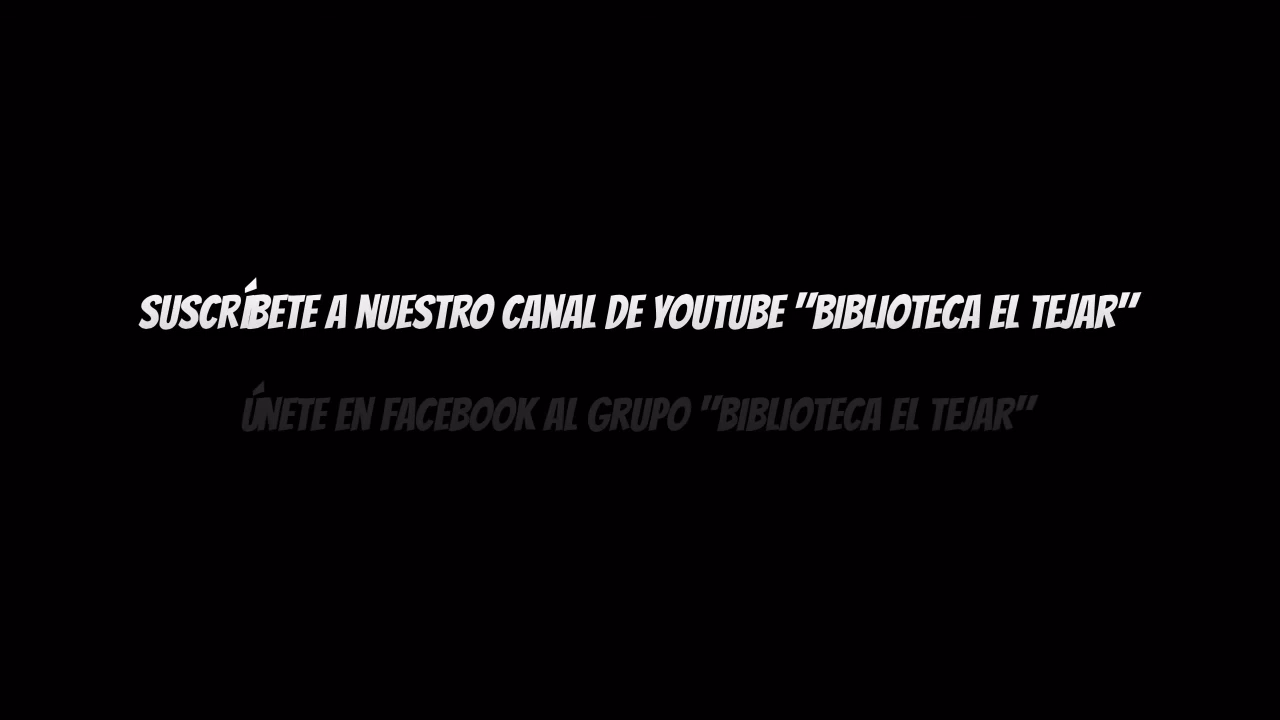 SUSCRÍBETE A NUESTRO CANAL DE YOUTUBE "BIBLIOTECA EL TEJAR"
ÚNETE EN FACEBOOK AL GRUPO "BIBLIOTECA EL TEJAR"